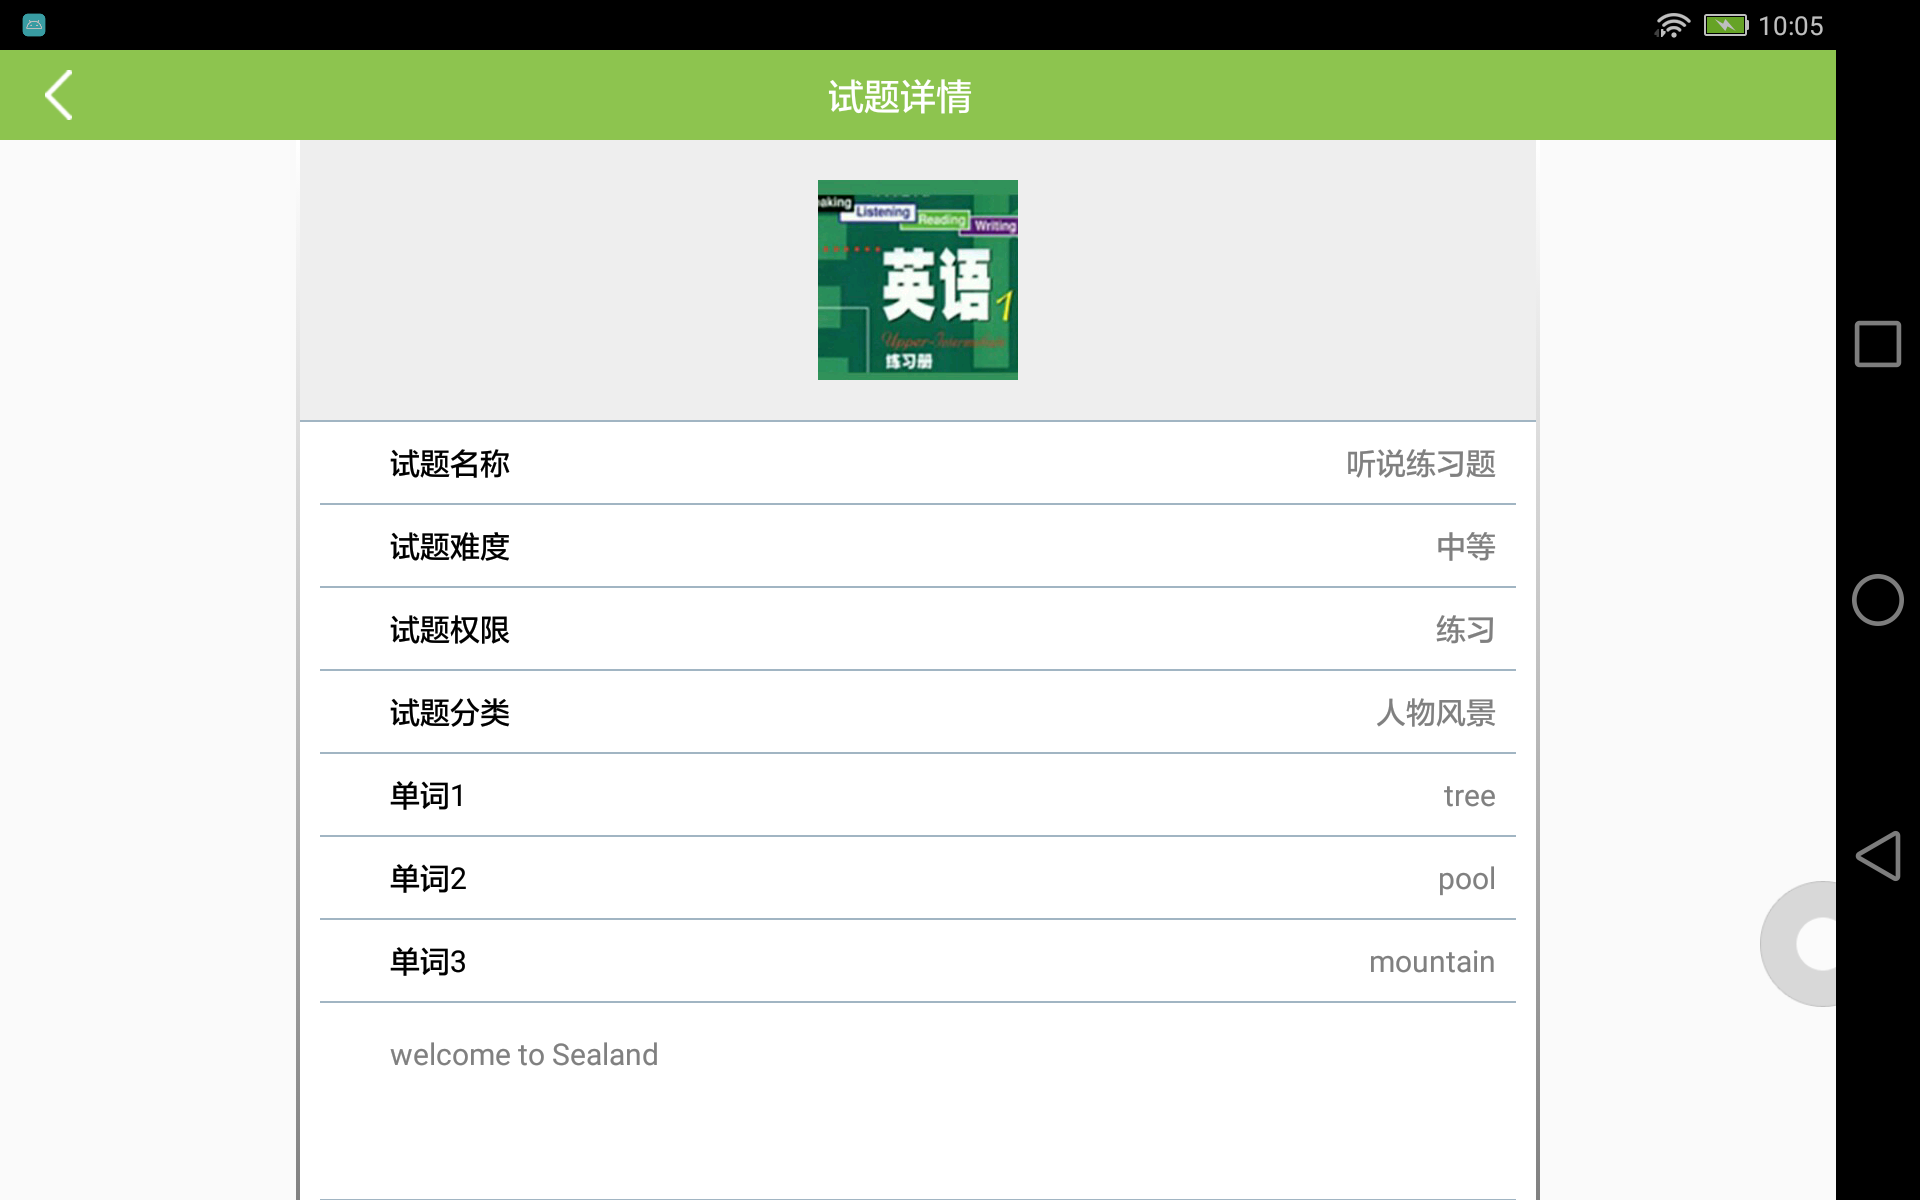 10:05
试题详情
aking
Listening
Reading
Writing
英语1
Upper-Intermediate
练习册
试题名称 听说练习题
试题难度 中等
试题权限 练习
试题分类 人物风景
单词1 tree
单词2 pool
单词3 mountain
welcome to Sealand